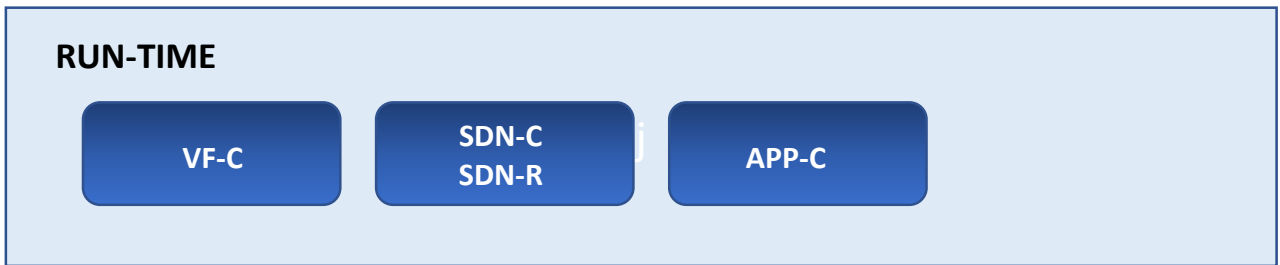 RUN-TIME
VF-C
SDN-C
SDN-R
j
APP-C